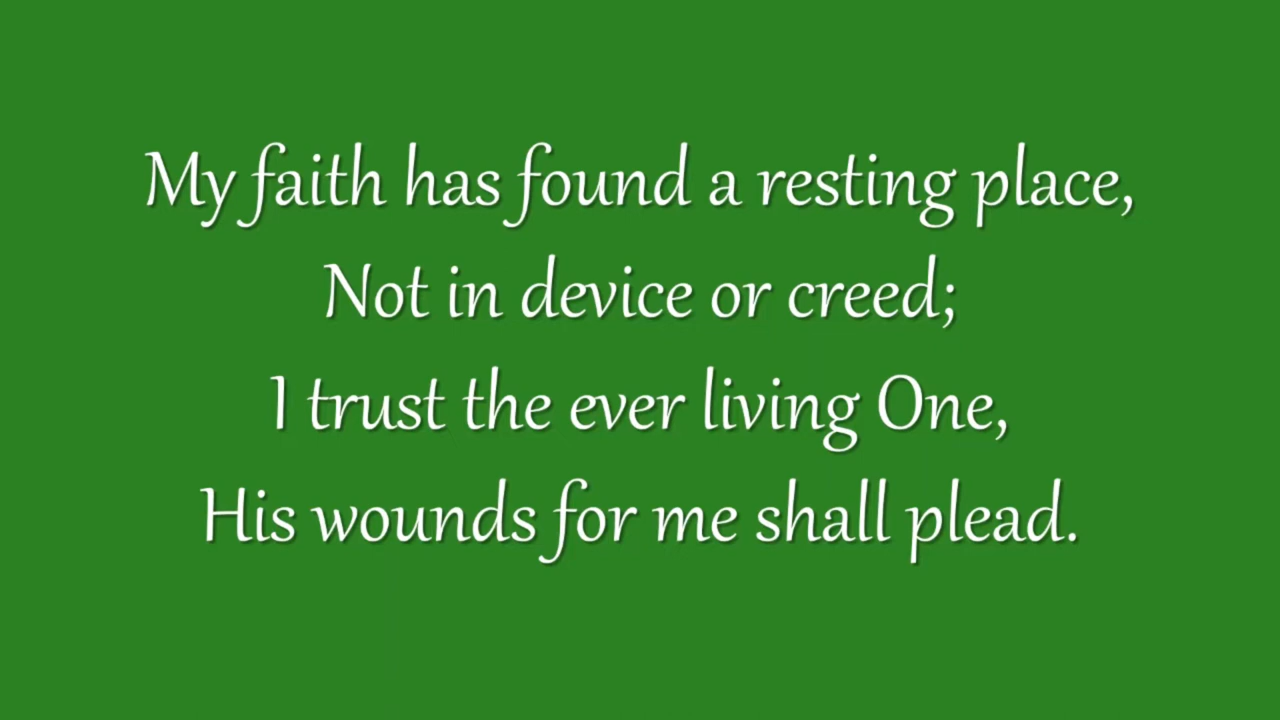 My faith has found a resting place,
Not in device or creed;
I trust the ever living One,
His wounds for me shall plead.